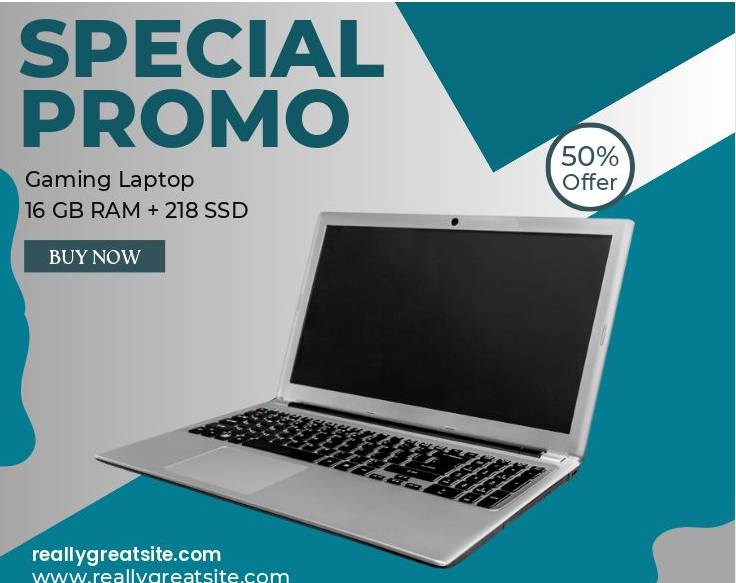 SPECIAL
PROMO
50%
Offer
Gaming Laptop
16 GB RAM + 218 SSD
BUY NOW
reallygreatsite.com
www.reallygreatsite.com